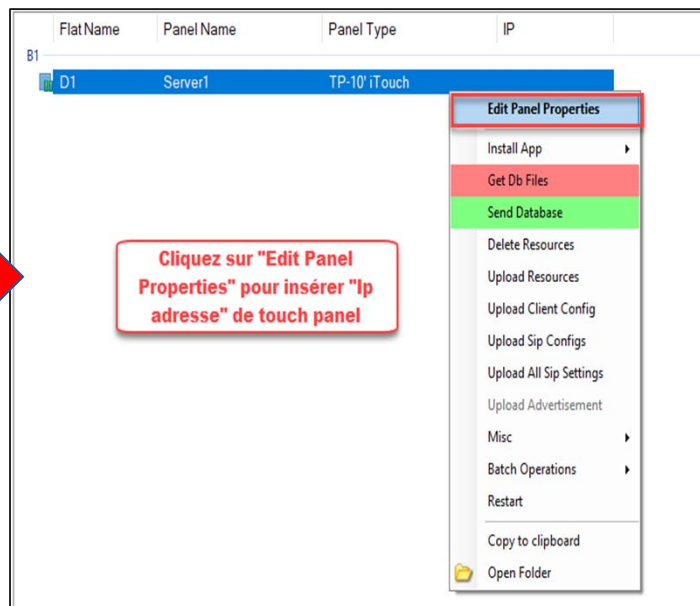 FlatName Panel Name Panel Type IP
B1
D1 Server1 TP-10' iTouch
Edit Panel Properties
Install App
Get Db Files
Send Database
Delete Resources
Upload Resources
Upload Client Config
Upload Sip Configs
Upload All Sip Settings
Upload Advertisement
Misc
Batch Operations
Restart
Copy to clipboard
Open Folder
Cliquez sur "Edit Panel
Properties" pour insérer "Ip
adresse" de touch panel